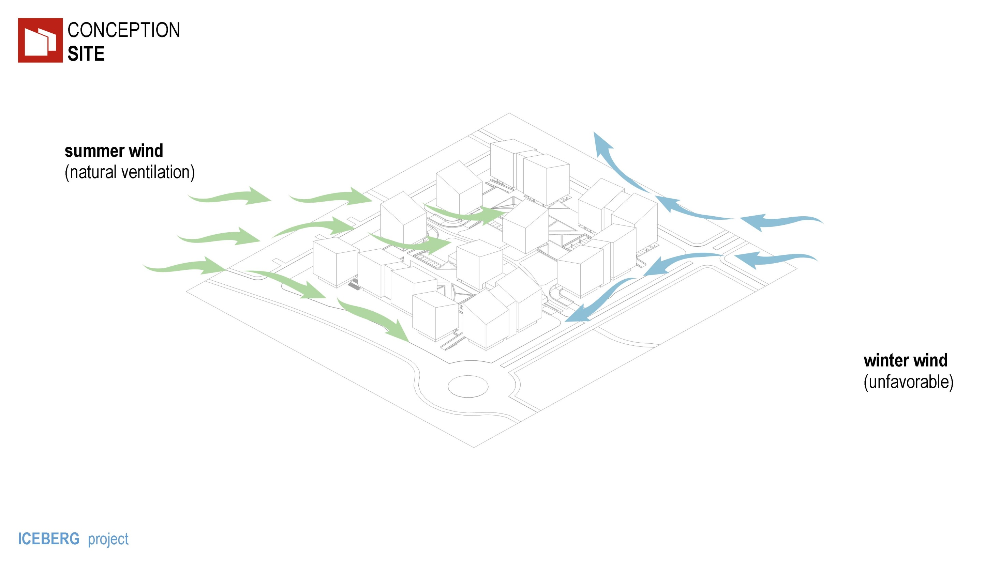 CONCEPTION
SITE
summer wind
(natural ventilation)
winter wind
(unfavorable)
ICEBERG project